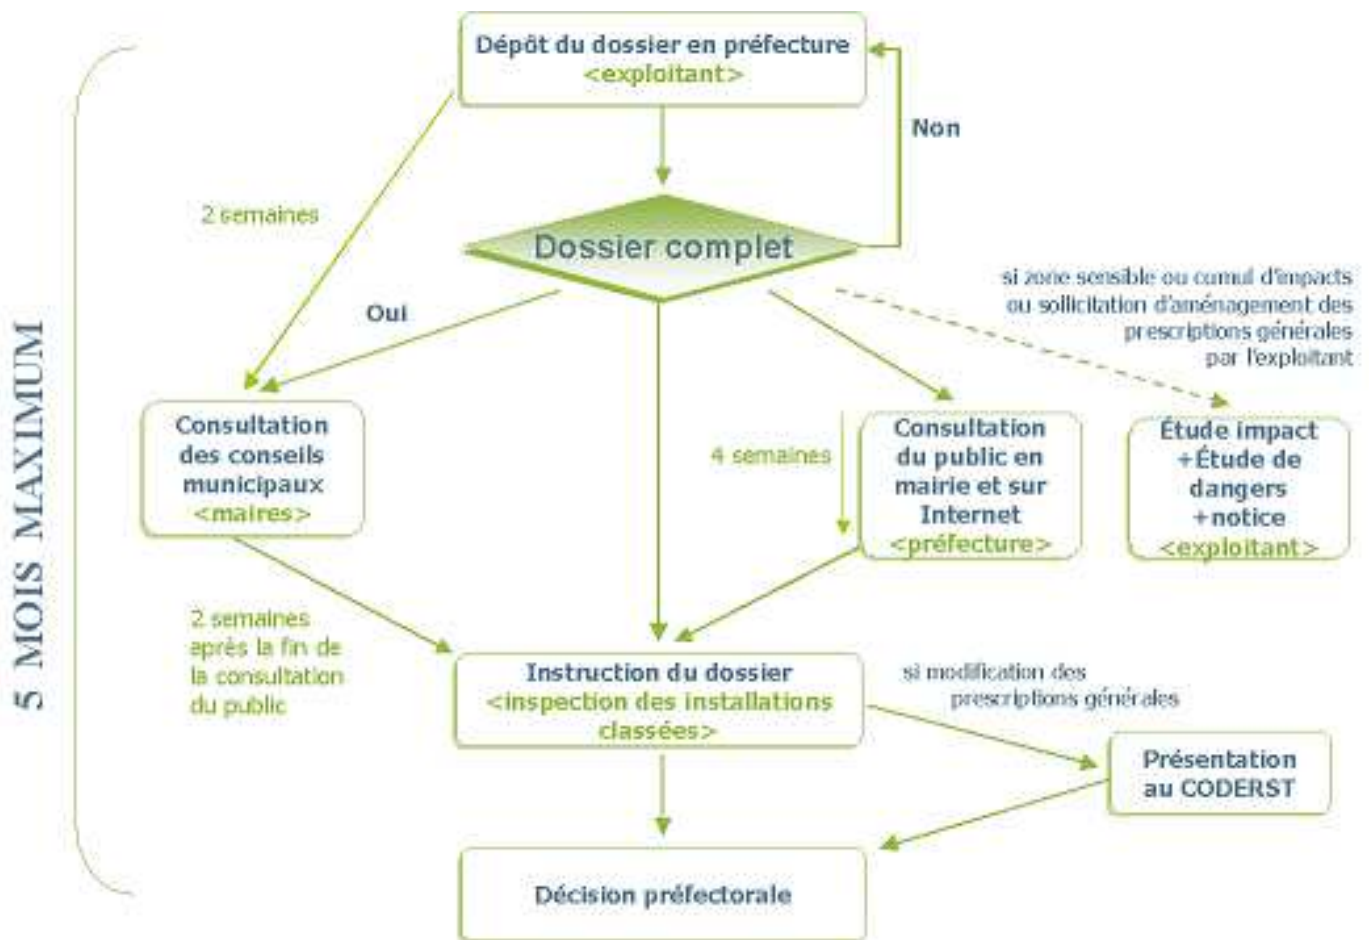 Dépôt du dossier en préfecture
<exploitant>
Non
2 semaines
Dossier complet
si zone sensible ou cumul d'impacts
ou sollicitation d'aménagement des
prescriptions générales
par l'exploitant
Oui
5 MOIS MAXIMUM
Consultation
des conseils
municipaux
<maires>
4 semaines
Consultation
du public en
mairie et sur
Internet
<préfecture>
Étude impact
+Étude de
dangers
+notice
<exploitant>
2 semaines
après la fin de
la consultation
du public
Instruction du dossier
<inspection des installations
classées>
si modification des
prescriptions générales
Présentation
au CODERST
Décision préfectorale